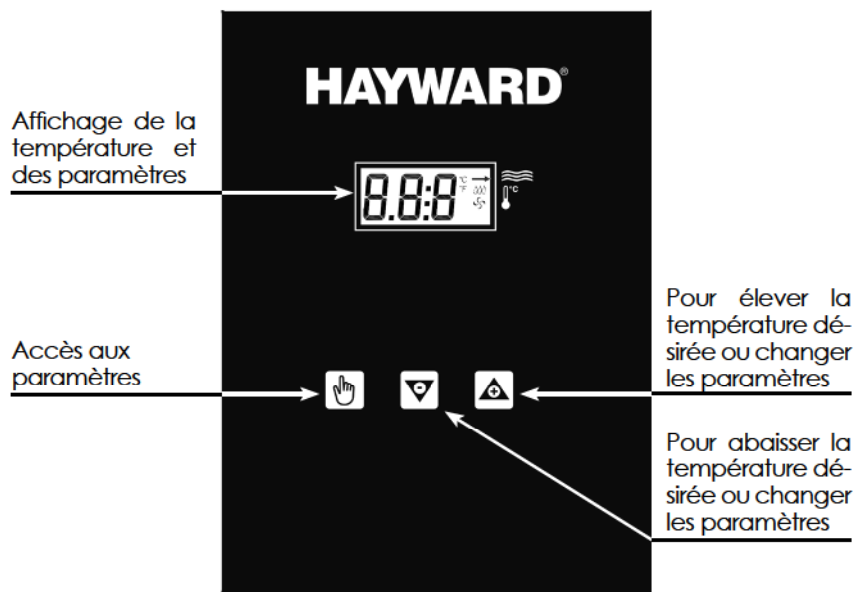 HAYWARD®
Affichage de la
température et
des paramètres
8.8:8 °C °F
°C
Accès aux
paramètres
Pour élever la
température dé-
sirée ou changer
les paramètres
Pour abaisser la
température dé-
sirée ou changer
les paramètres